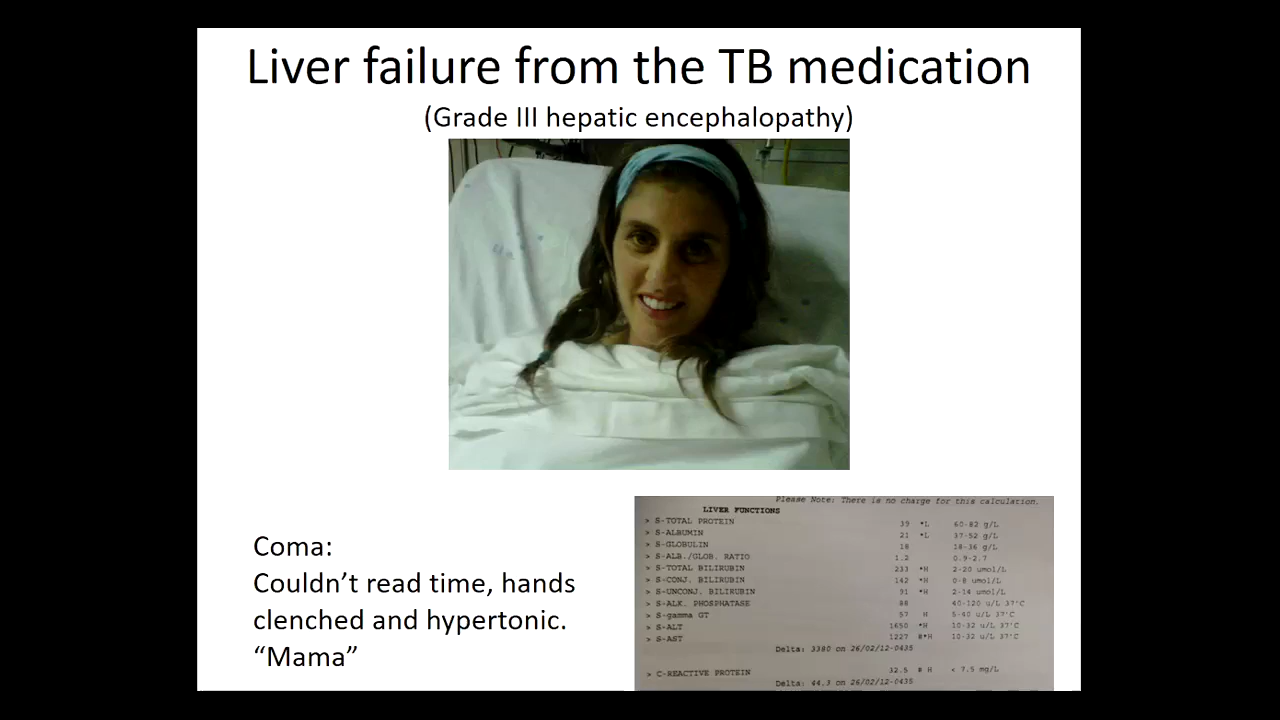 Liver failure from the TB medication
(Grade III hepatic encephalopathy)
Coma:
Couldn’t read time, hands
clenched and hypertonic.
“Mama”
Please Note: There is no charge for this calculation.
LIVER FUNCTIONS
> S-TOTAL PROTEIN 39 *L 60-82 g/L
> S-ALBUMIN 21 *L 37-52 g/L
> S-GLOBULIN 18 18-36 g/L
> S-ALB./GLOB. RATIO 1.2 0.9-2.7
> S-TOTAL BILIRUBIN 233 *H 2-20 umol/L
> S-CONJ. BILIRUBIN 142 *H 0-8 umol/L
> S-UNCONJ. BILIRUBIN 91 *H 2-14 umol/L
> S-ALK. PHOSPHATASE 88 40-120 u/L 37°C
> S-gamma GT 57 H 5-40 u/L 37°C
> S-ALT 1650 *H 10-32 u/L 37°C
> S-AST 1227 #*H 10-32 u/L 37°C
Delta: 3380 on 26/02/12-0435
> C-REACTIVE PROTEIN 32.5 # H < 7.5 mg/L
Delta: 44.3 on 26/02/12-0435